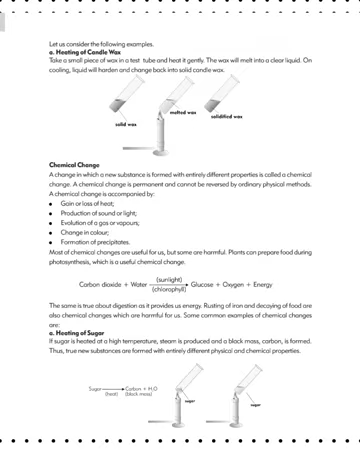 Let us consider the following examples.
a. Heating of Candle Wax
Take a small piece of wax in a test tube and heat it gently. The wax will melt into a clear liquid. On
cooling, liquid will harden and change back into solid candle wax.
solid wax
melted wax
solidified wax
Chemical Change
A change in which a new substance is formed with entirely different properties is called a chemical
change. A chemical change is permanent and cannot be reversed by ordinary physical methods.
A chemical change is accompanied by:
● Gain or loss of heat;
● Production of sound or light;
● Evolution of a gas or vapours;
● Change in colour;
● Formation of precipitates.
Most of chemical changes are useful for us, but some are harmful. Plants can prepare food during
photosynthesis, which is a useful chemical change.
Carbon dioxide + Water (sunlight) → (chlorophyll) Glucose + Oxygen + Energy
The same is true about digestion as it provides us energy. Rusting of iron and decaying of food are
also chemical changes which are harmful for us. Some common examples of chemical changes
are:
a. Heating of Sugar
If sugar is heated at a high temperature, steam is produced and a black mass, carbon, is formed.
Thus, true new substances are formed with entirely different physical and chemical properties.
Sugar → Carbon + H₂O
(heat) (black mass)
sugar
sugar